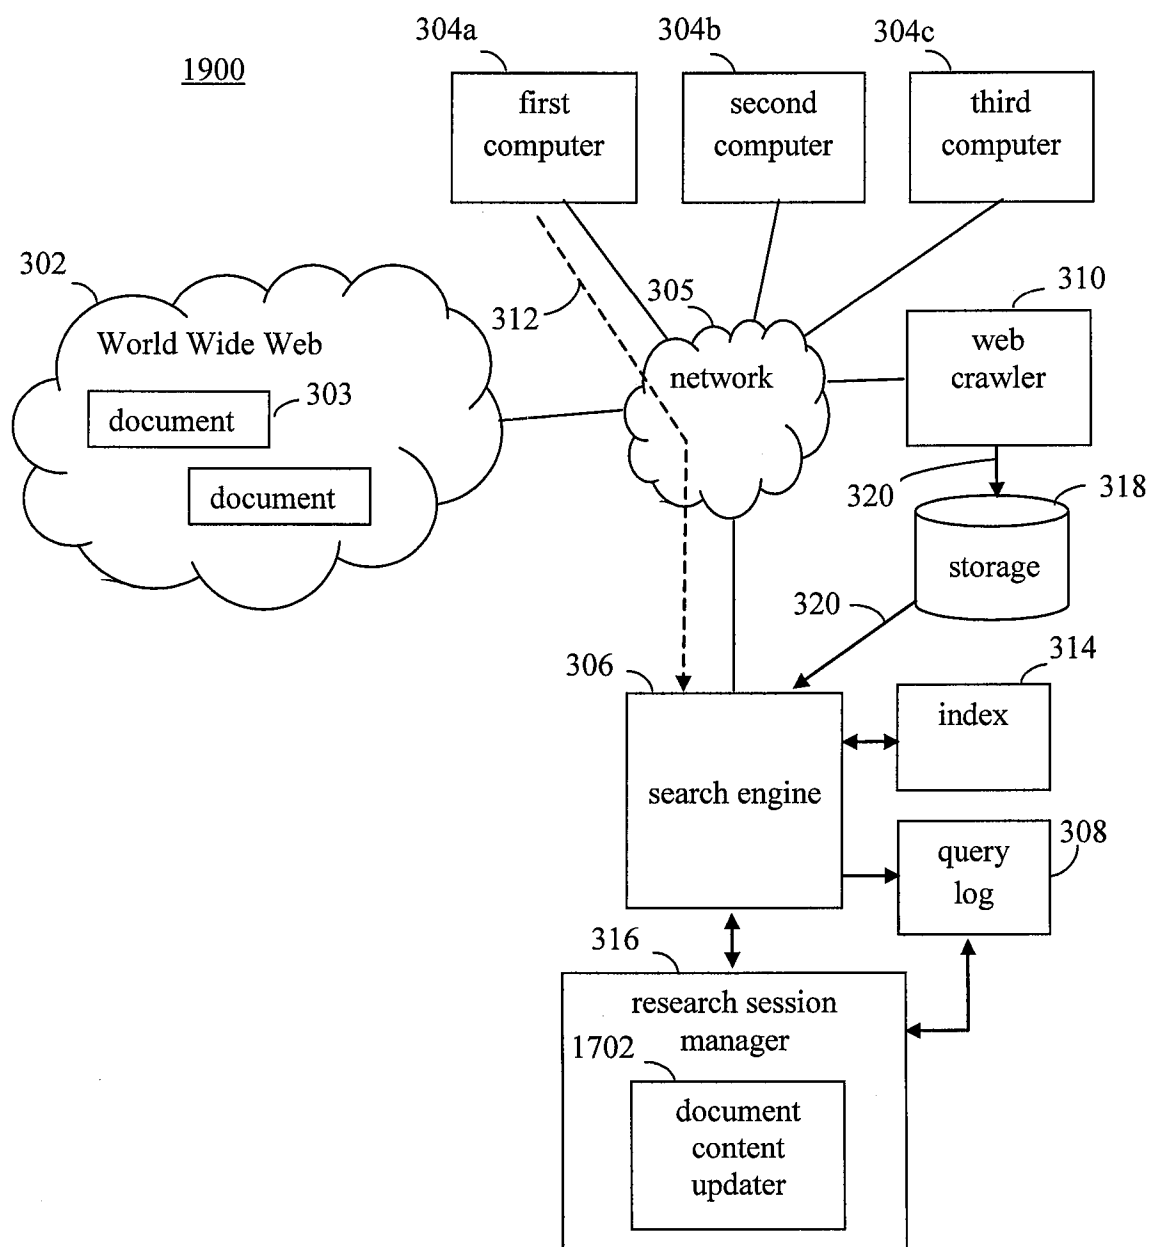 304a
304b
304c
1900
first
computer
second
computer
third
computer
302
312
305
310
World Wide Web
network
web
crawler
document
303
document
320
318
storage
320
306
314
index
search engine
query
log
308
316
research session
manager
1702
document
content
updater